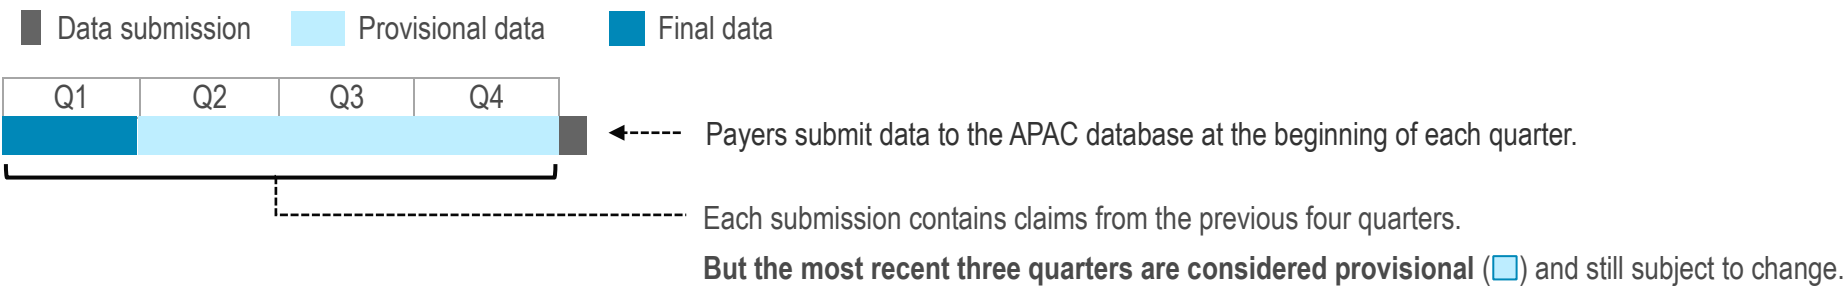 Data submission Provisional data Final data
Q1 Q2 Q3 Q4
Payers submit data to the APAC database at the beginning of each quarter.
Each submission contains claims from the previous four quarters.
But the most recent three quarters are considered provisional ( ) and still subject to change.